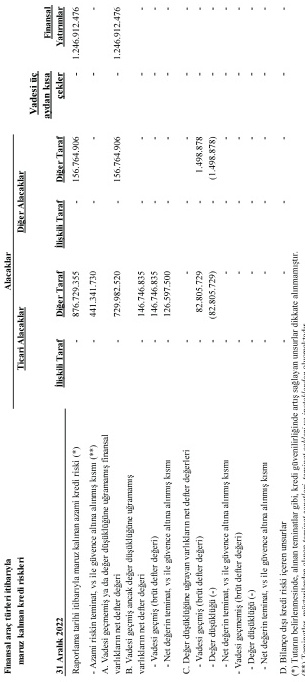 Finansal araç türleri itibarıyla
maruz kalınan kredi riskleri
Alacaklar
Ticari Alacaklar Diğer Alacaklar Vadesi üç aydan kısa çekler Finansal Yatırımlar
31 Aralık 2022 İlişkili Taraf Diğer Taraf İlişkili Taraf Diğer Taraf
Raporlama tarihi itibarıyla maruz kalınan azami kredi riski (*) - 876.729.355 - 156.764.906 - 1.246.912.476
- Azami riskin teminat, vs ile güvence altına alınmış kısmı (**) - 441.341.730 - - - -
A. Vadesi geçmemiş ya da değer düşüklüğüne uğramamış finansal
varlıkların net defter değeri - 729.982.520 - 156.764.906 - 1.246.912.476
B. Vadesi geçmiş ancak değer düşüklüğüne uğramamış
varlıkların net defter değeri - 146.746.835 - - - -
- Vadesi geçmiş (brüt defter değeri) - 146.746.835 - - - -
- Net değerin teminat, vs ile güvence altına alınmış kısmı - 126.597.500 - - - -
C. Değer düşüklüğüne uğrayan varlıkların net defter değerleri - - - - - -
- Vadesi geçmiş (brüt defter değeri) - 82.805.729 - 1.498.878 - -
- Değer düşüklüğü (-) - (82.805.729) - (1.498.878) - -
- Net değerin teminat, vs ile güvence altına alınmış kısmı - - - - - -
- Vadesi geçmemiş (brüt defter değeri) - - - - - -
- Değer düşüklüğü (-) - - - - - -
- Net değerin teminat, vs ile güvence altına alınmış kısmı - - - - - -
D. Bilanço dışı kredi riski içeren unsurlar - - - - - -
(*) Tutarın belirlenmesinde, alınan teminatlar gibi, kredi güvenilirliğinde artış sağlayan unsurlar dikkate alınmamıştır.